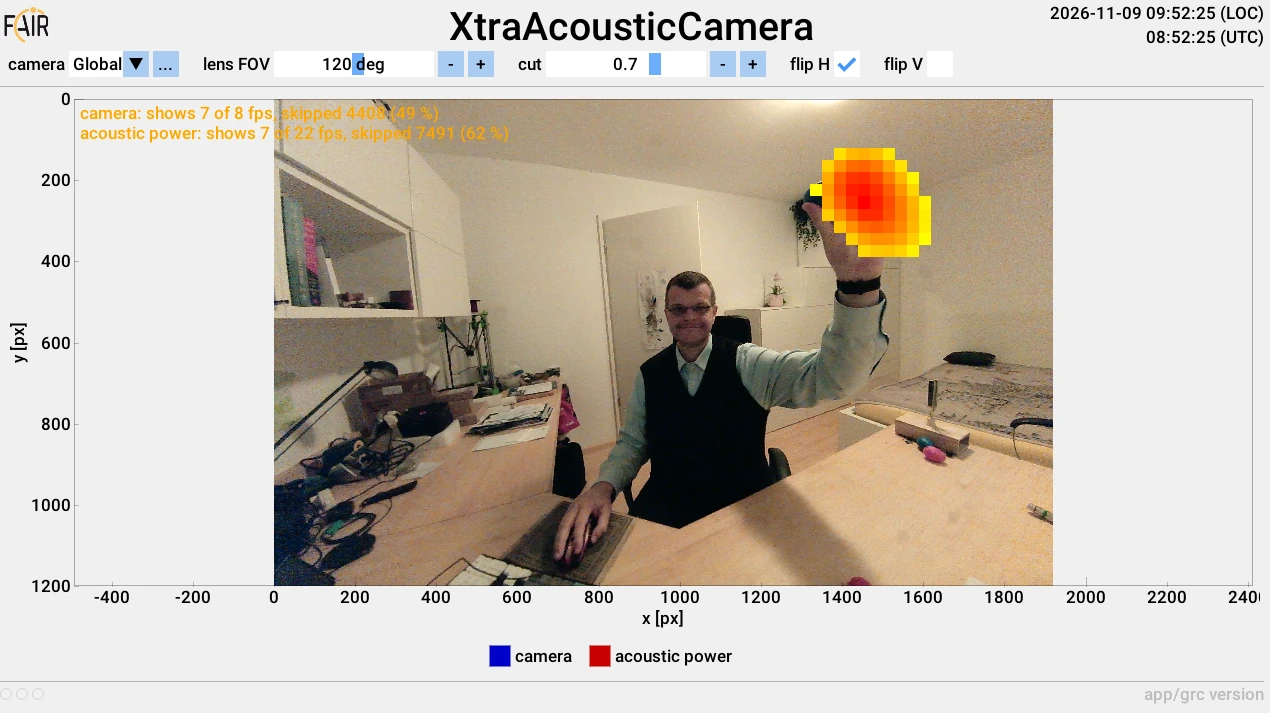 FAIR
XtraAcousticCamera
2026-11-09 09:52:25 (LOC)
08:52:25 (UTC)
camera Global ▼ ... lens FOV 120 deg - + cut 0.7 - + flip H ✓ flip V
camera: shows 7 of 8 fps, skipped 4408 (49 %)
acoustic power: shows 7 of 22 fps, skipped 7491 (62 %)
0
200
400
600
800
1000
1200
y [px]
-400 -200 0 200 400 600 800 1000 1200 1400 1600 1800 2000 2200 240
x [px]
camera acoustic power
app/grc version